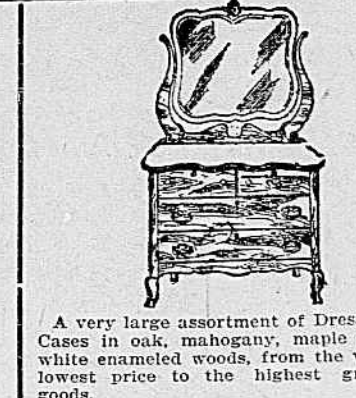 A very large assortment of Dres
Cases in oak, mahogany, maple
white enameled woods, from the v
lowest price to the highest gr
goods.